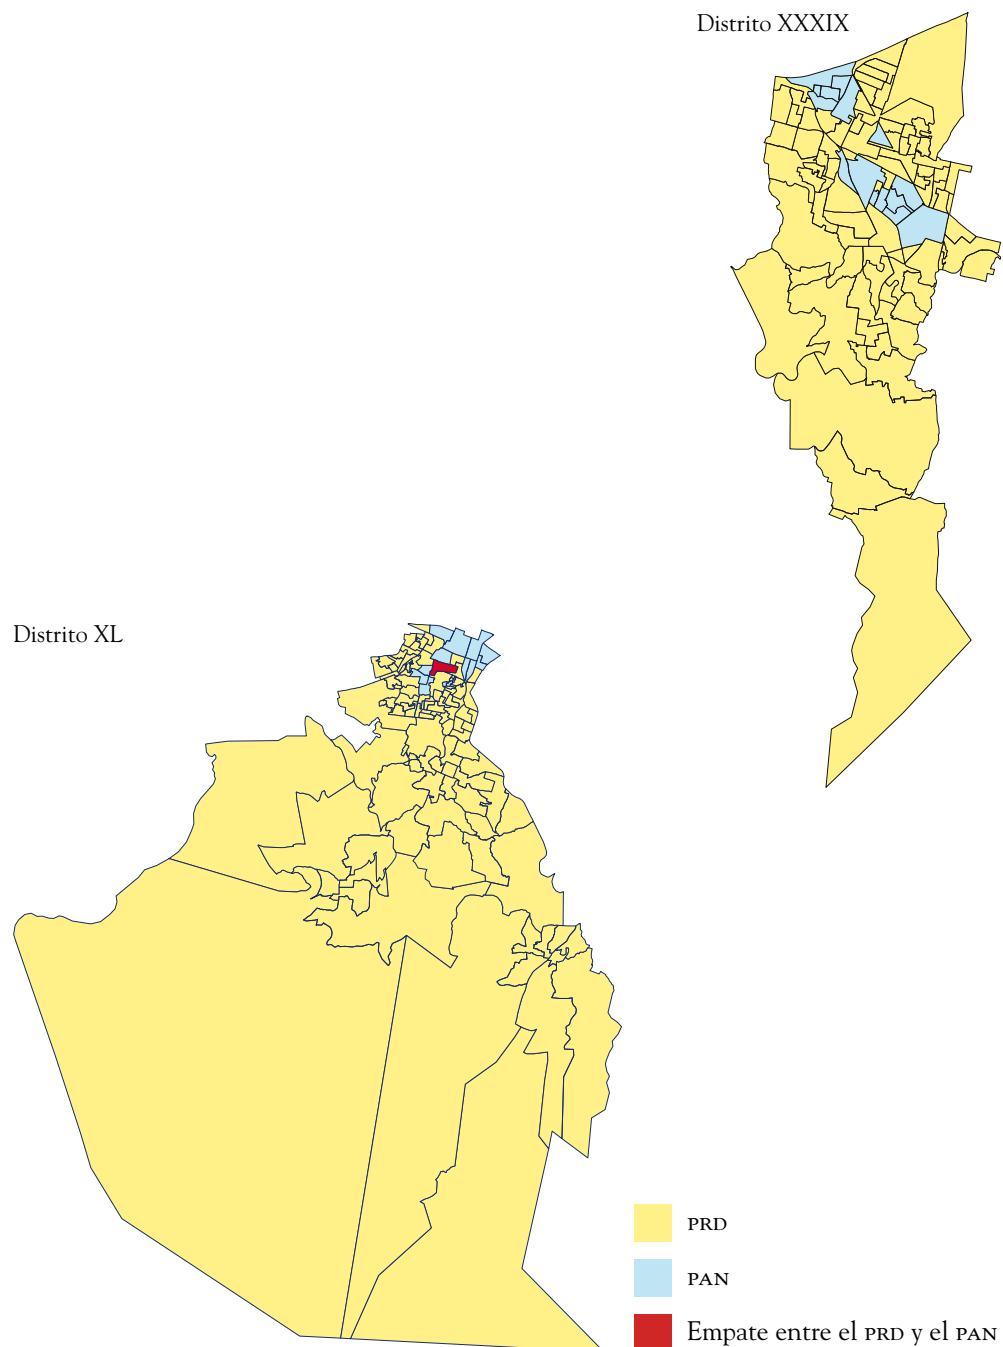 Distrito XXXIX
Distrito XL
PRD
PAN
Empate entre el PRD y el PAN